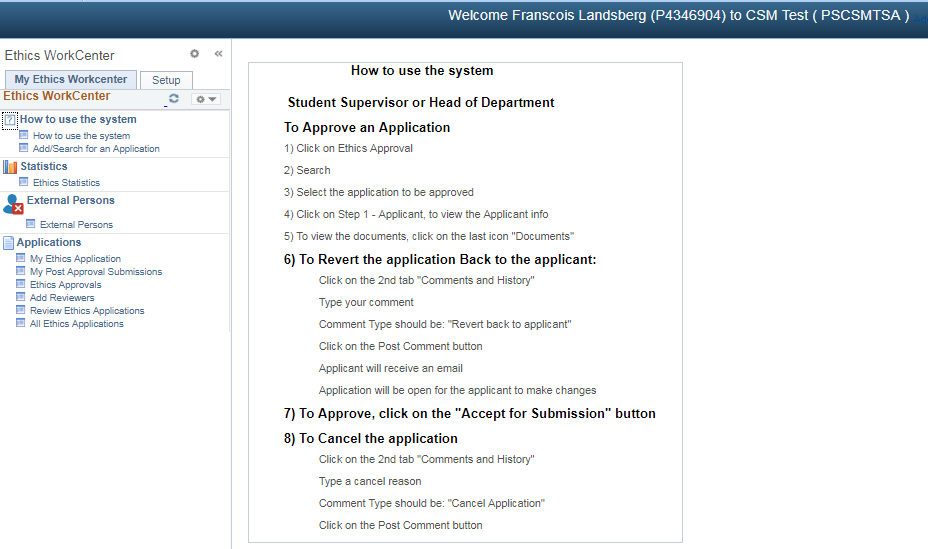 Welcome Franscois Landsberg (P4346904) to CSM Test ( PSCSMTSA )
Ethics WorkCenter
My Ethics Workcenter
Setup
Ethics WorkCenter
How to use the system
How to use the system
Add/Search for an Application
Statistics
Ethics Statistics
External Persons
External Persons
Applications
My Ethics Application
My Post Approval Submissions
Ethics Approvals
Add Reviewers
Review Ethics Applications
All Ethics Applications
How to use the system
Student Supervisor or Head of Department
To Approve an Application
1) Click on Ethics Approval
2) Search
3) Select the application to be approved
4) Click on Step 1 - Applicant, to view the Applicant info
5) To view the documents, click on the last icon "Documents"
6) To Revert the application Back to the applicant:
Click on the 2nd tab "Comments and History"
Type your comment
Comment Type should be: "Revert back to applicant"
Click on the Post Comment button
Applicant will receive an email
Application will be open for the applicant to make changes
7) To Approve, click on the "Accept for Submission" button
8) To Cancel the application
Click on the 2nd tab "Comments and History"
Type a cancel reason
Comment Type should be: "Cancel Application"
Click on the Post Comment button